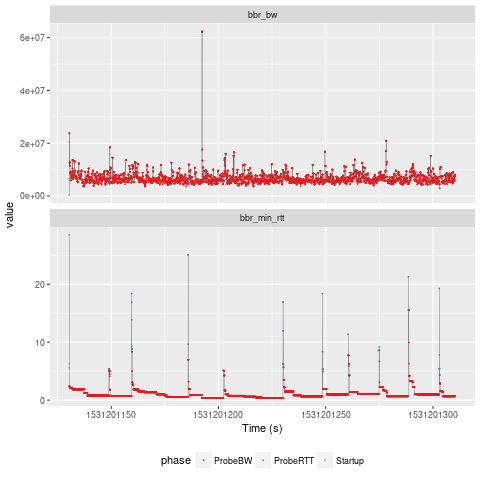 bbr_bw
6e+07
4e+07
2e+07
0e+00
value
bbr_min_rtt
20
10
0
1531201150 1531201200 1531201250 1531201300
Time (s)
phase ProbeBW ProbeRTT Startup